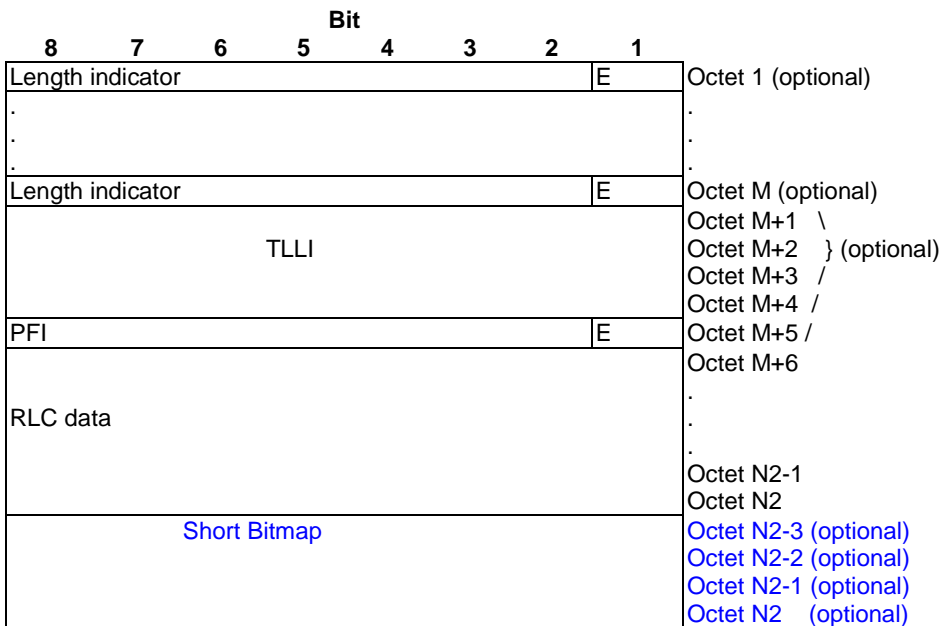 Bit
8 7 6 5 4 3 2 1
Length indicator E Octet 1 (optional)
. .
. .
. .
Length indicator E Octet M (optional)
Octet M+1 \
TLLI Octet M+2 } (optional)
Octet M+3 /
Octet M+4 /
PFI E Octet M+5 /
Octet M+6
.
RLC data .
.
Octet N2-1
Octet N2
Short Bitmap Octet N2-3 (optional)
Octet N2-2 (optional)
Octet N2-1 (optional)
Octet N2 (optional)